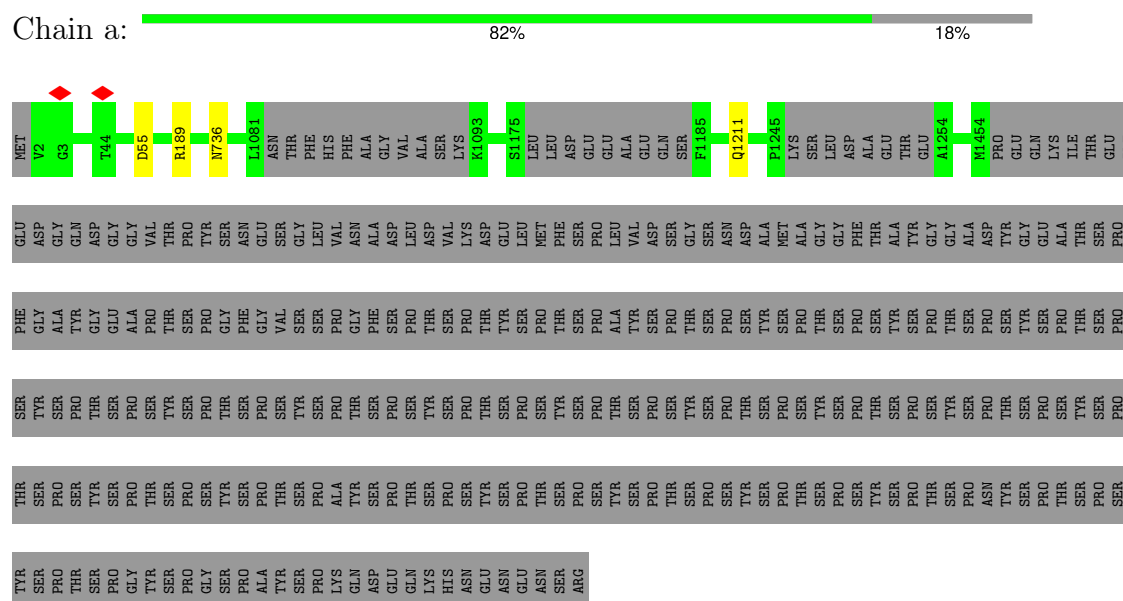 Chain a:
82% 18%
MET V2 G3 T44 D55 R189 N736 L1081 ASN THR PHE HIS PHE ALA GLY VAL ALA SER LYS K1093 S1175 LEU LEU ASP GLU GLU ALA GLU GLN SER F1185 Q1211 P1245 LYS SER LEU ASP ALA GLU THR GLU A1254 M1454 PRO GLU GLN LYS ILE THR GLU
GLU ASP GLY GLN ASP GLY GLY VAL THR PRO TYR SER ASN GLU SER GLY LEU VAL ASN ALA ASP LEU ASP VAL LYS ASP GLU LEU MET PHE SER PRO LEU VAL ASP SER GLY SER ASN ASP ALA MET ALA GLY GLY PHE THR ALA TYR GLY GLY ALA ASP TYR GLY GLU ALA THR SER PRO
PHE GLY ALA TYR GLY GLU ALA PRO THR SER PRO GLY PHE GLY VAL SER SER PRO GLY PHE SER PRO THR SER PRO THR TYR SER PRO THR SER PRO ALA TYR SER PRO THR SER PRO SER TYR SER PRO THR SER PRO SER TYR SER PRO THR SER PRO SER TYR SER PRO THR SER PRO
SER TYR SER PRO THR SER PRO SER TYR SER PRO THR SER PRO SER TYR SER PRO THR SER PRO SER TYR SER PRO THR SER PRO SER TYR SER PRO THR SER PRO SER TYR SER PRO THR SER PRO SER TYR SER PRO THR SER PRO SER TYR SER PRO THR SER PRO SER TYR SER PRO
THR SER PRO SER TYR SER PRO THR SER PRO SER TYR SER PRO THR SER PRO ALA TYR SER PRO THR SER PRO SER TYR SER PRO THR SER PRO SER TYR SER PRO THR SER PRO SER TYR SER PRO THR SER PRO SER TYR SER PRO THR SER PRO ASN TYR SER PRO THR SER PRO SER
TYR SER PRO THR SER PRO GLY TYR SER PRO GLY SER PRO ALA TYR SER PRO LYS GLN ASP GLU GLN LYS HIS ASN GLU ASN GLU ASN SER ARG